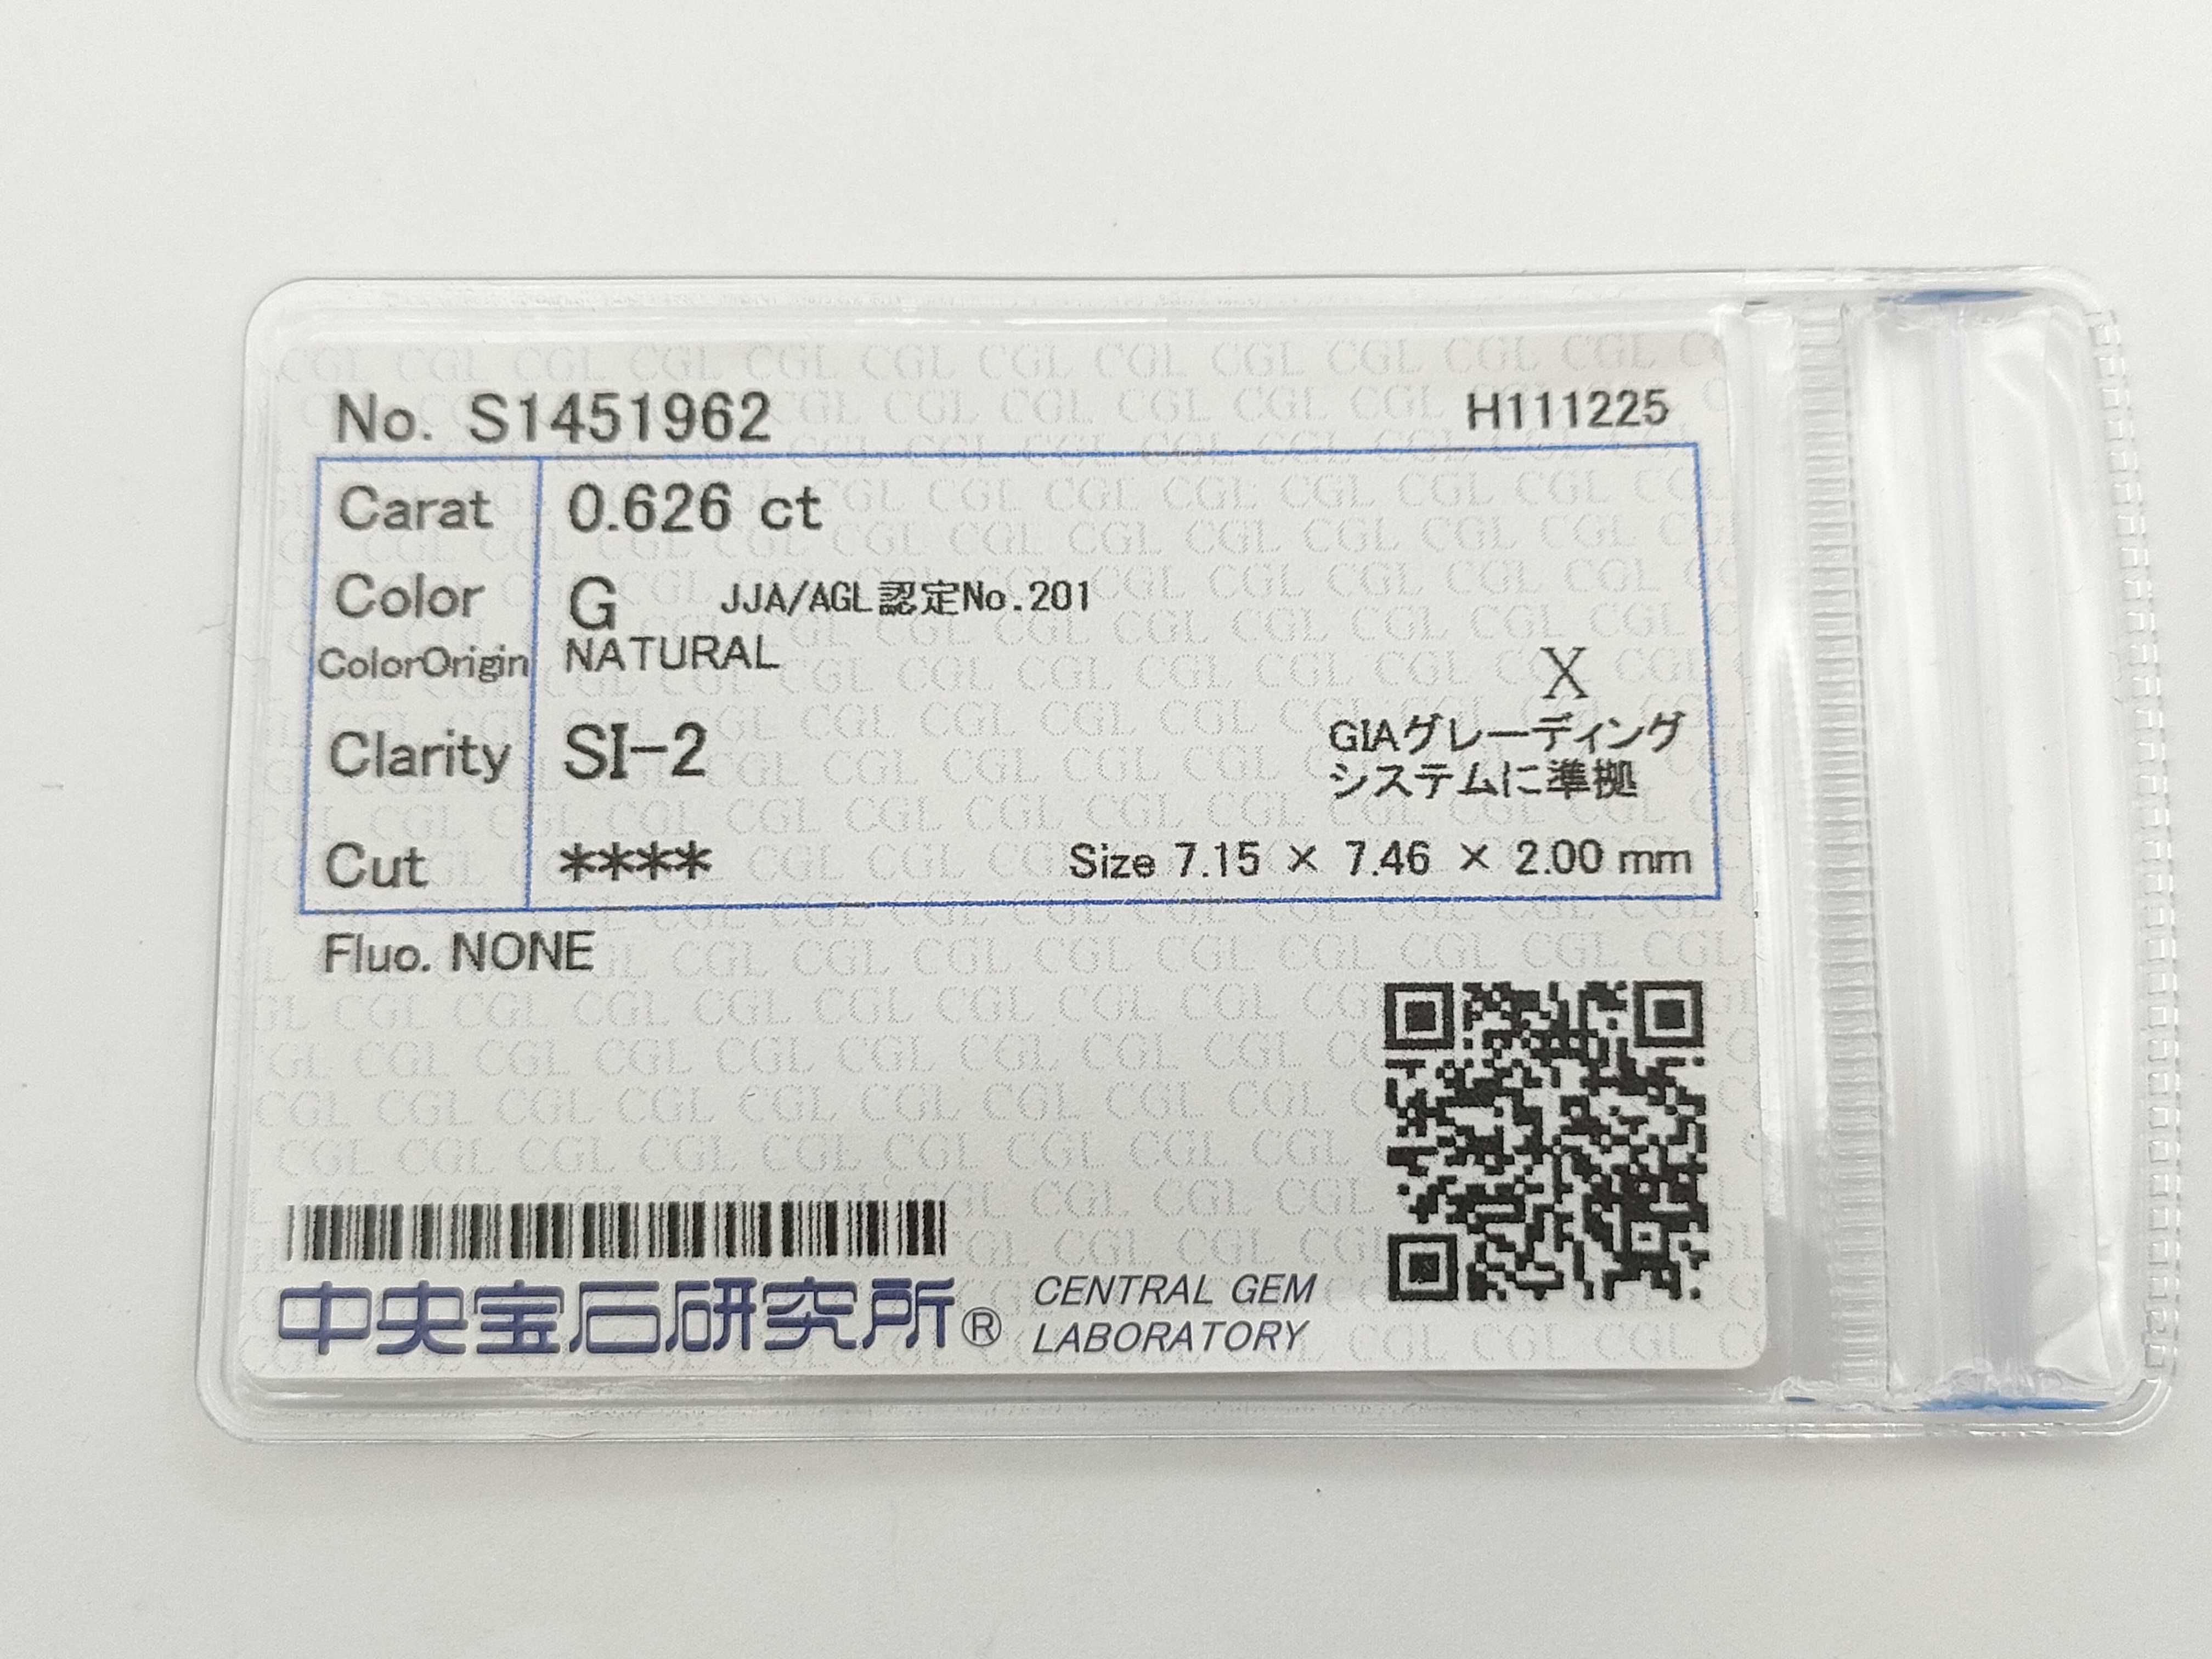 No. S1451962 H111225
Carat 0.626 ct
Color G JJA/AGL認定No.201
ColorOrigin NATURAL
X
Clarity SI-2
GIAグレーディング
システムに準拠
Cut **** Size 7.15 × 7.46 × 2.00 mm
Fluo. NONE
中央宝石研究所® CENTRAL GEM
LABORATORY